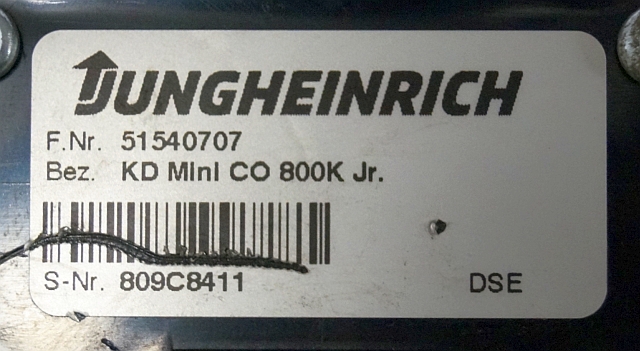 JUNGHEINRICH
F.Nr. 51540707
Bez. KD MInI CO 800K Jr.
S-Nr. 809C8411 DSE